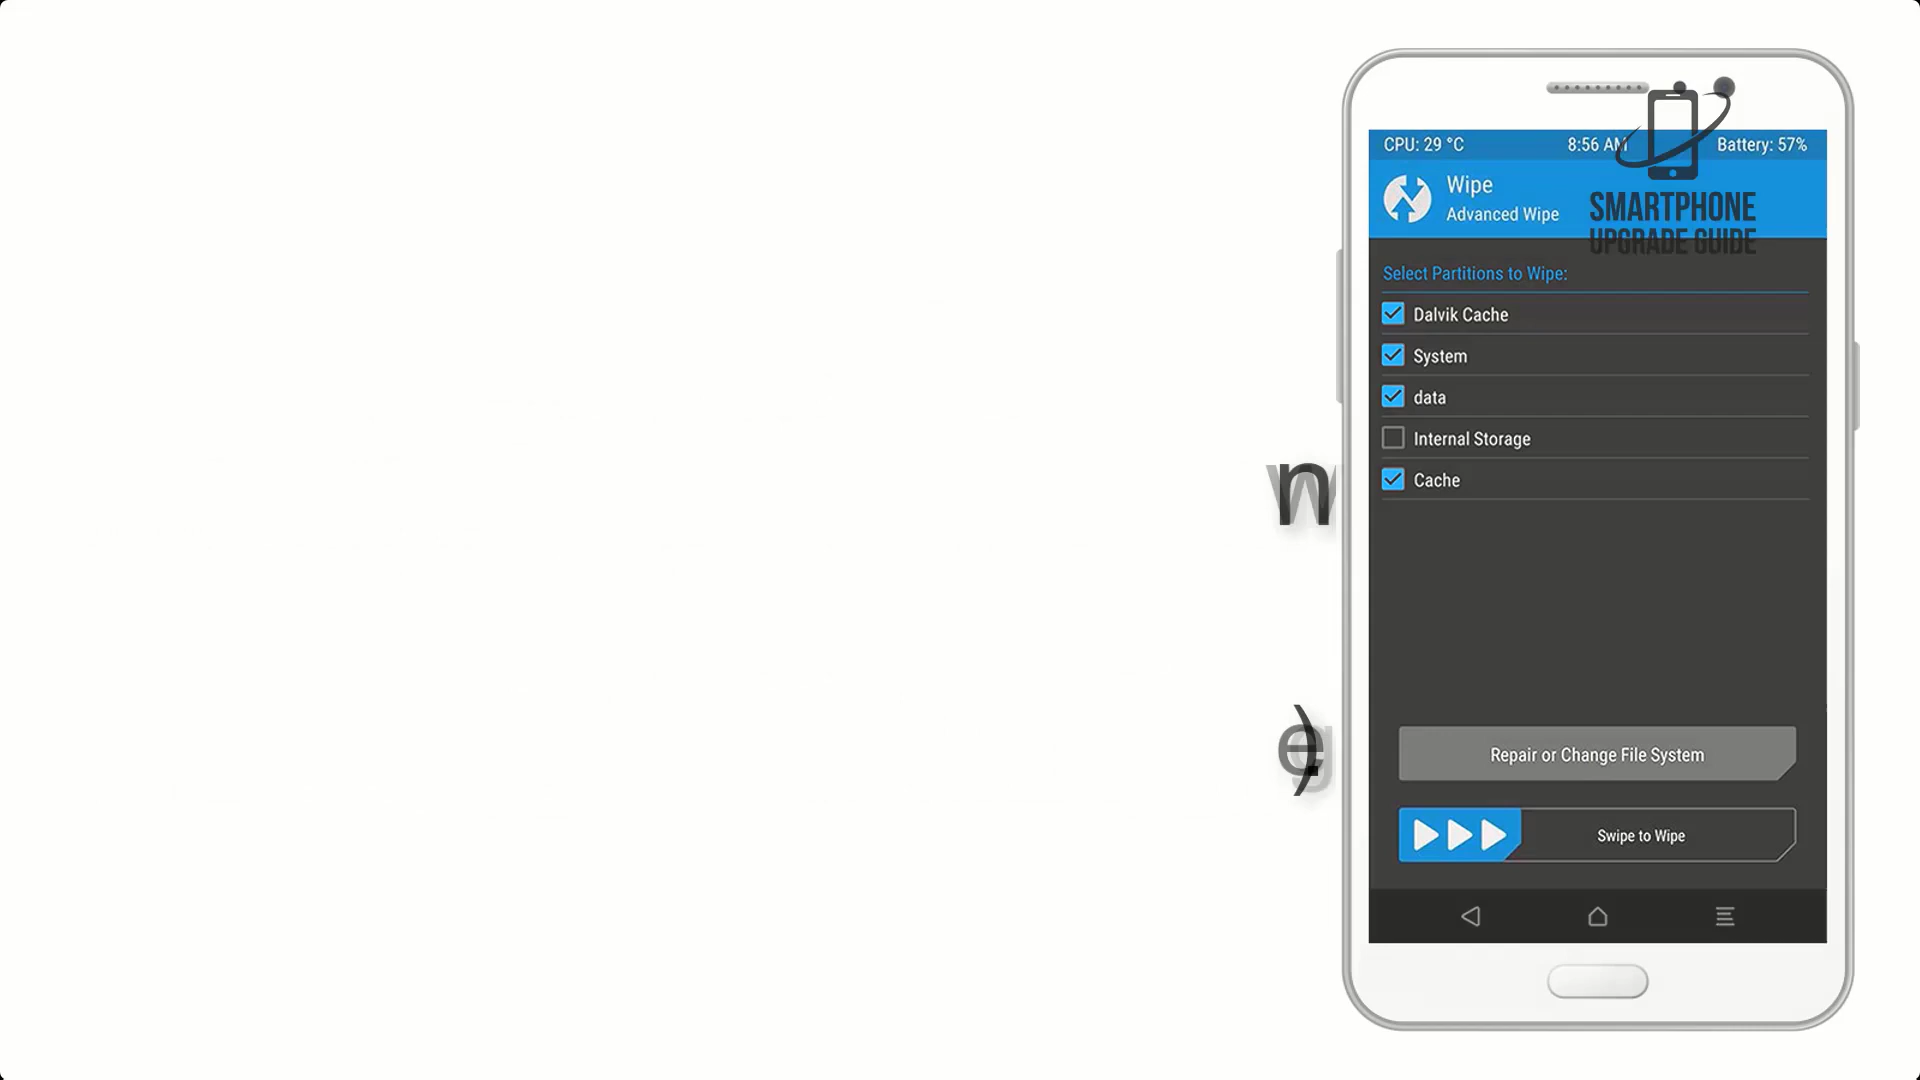 CPU: 29 °C 8:56 AM Battery: 57%
Wipe
Advanced Wipe
SMARTPHONE
UPGRADE GUIDE
Select Partitions to Wipe:
Dalvik Cache
System
data
Internal Storage
Cache
Repair or Change File System
Swipe to Wipe